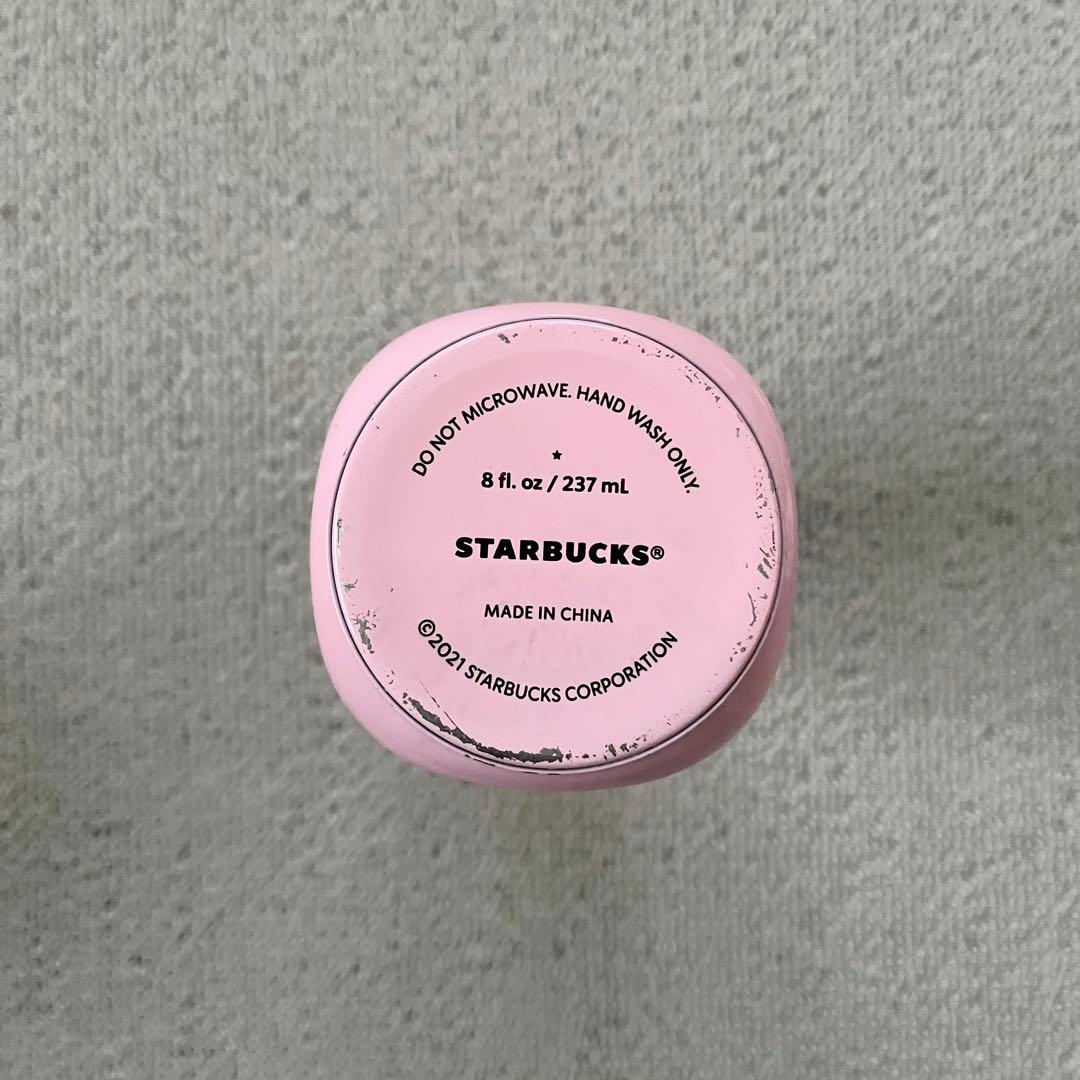 DO NOT MICROWAVE. HAND WASH ONLY.
8 fl. oz / 237 mL
STARBUCKS®
MADE IN CHINA
©2021 STARBUCKS CORPORATION